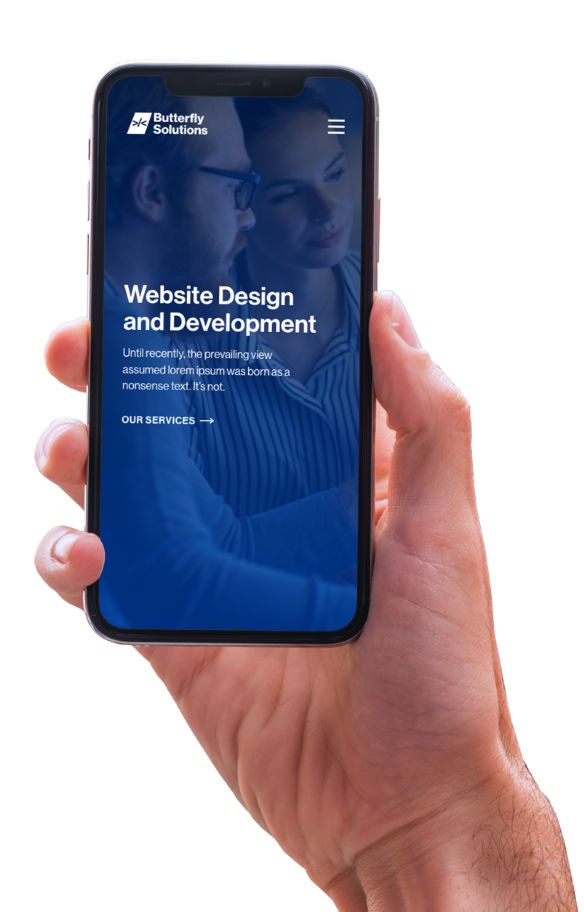 Butterfly
Solutions
Website Design
and Development
Until recently, the prevailing view
assumed lorem ipsum was born as a
nonsense text. It's not.
OUR SERVICES